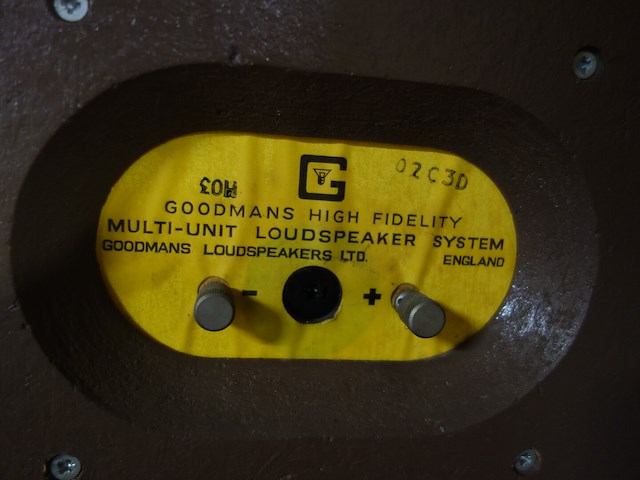 G
H03
02C3D
GOODMANS HIGH FIDELITY
MULTI-UNIT LOUDSPEAKER SYSTEM
GOODMANS LOUDSPEAKERS LTD. ENGLAND
- +